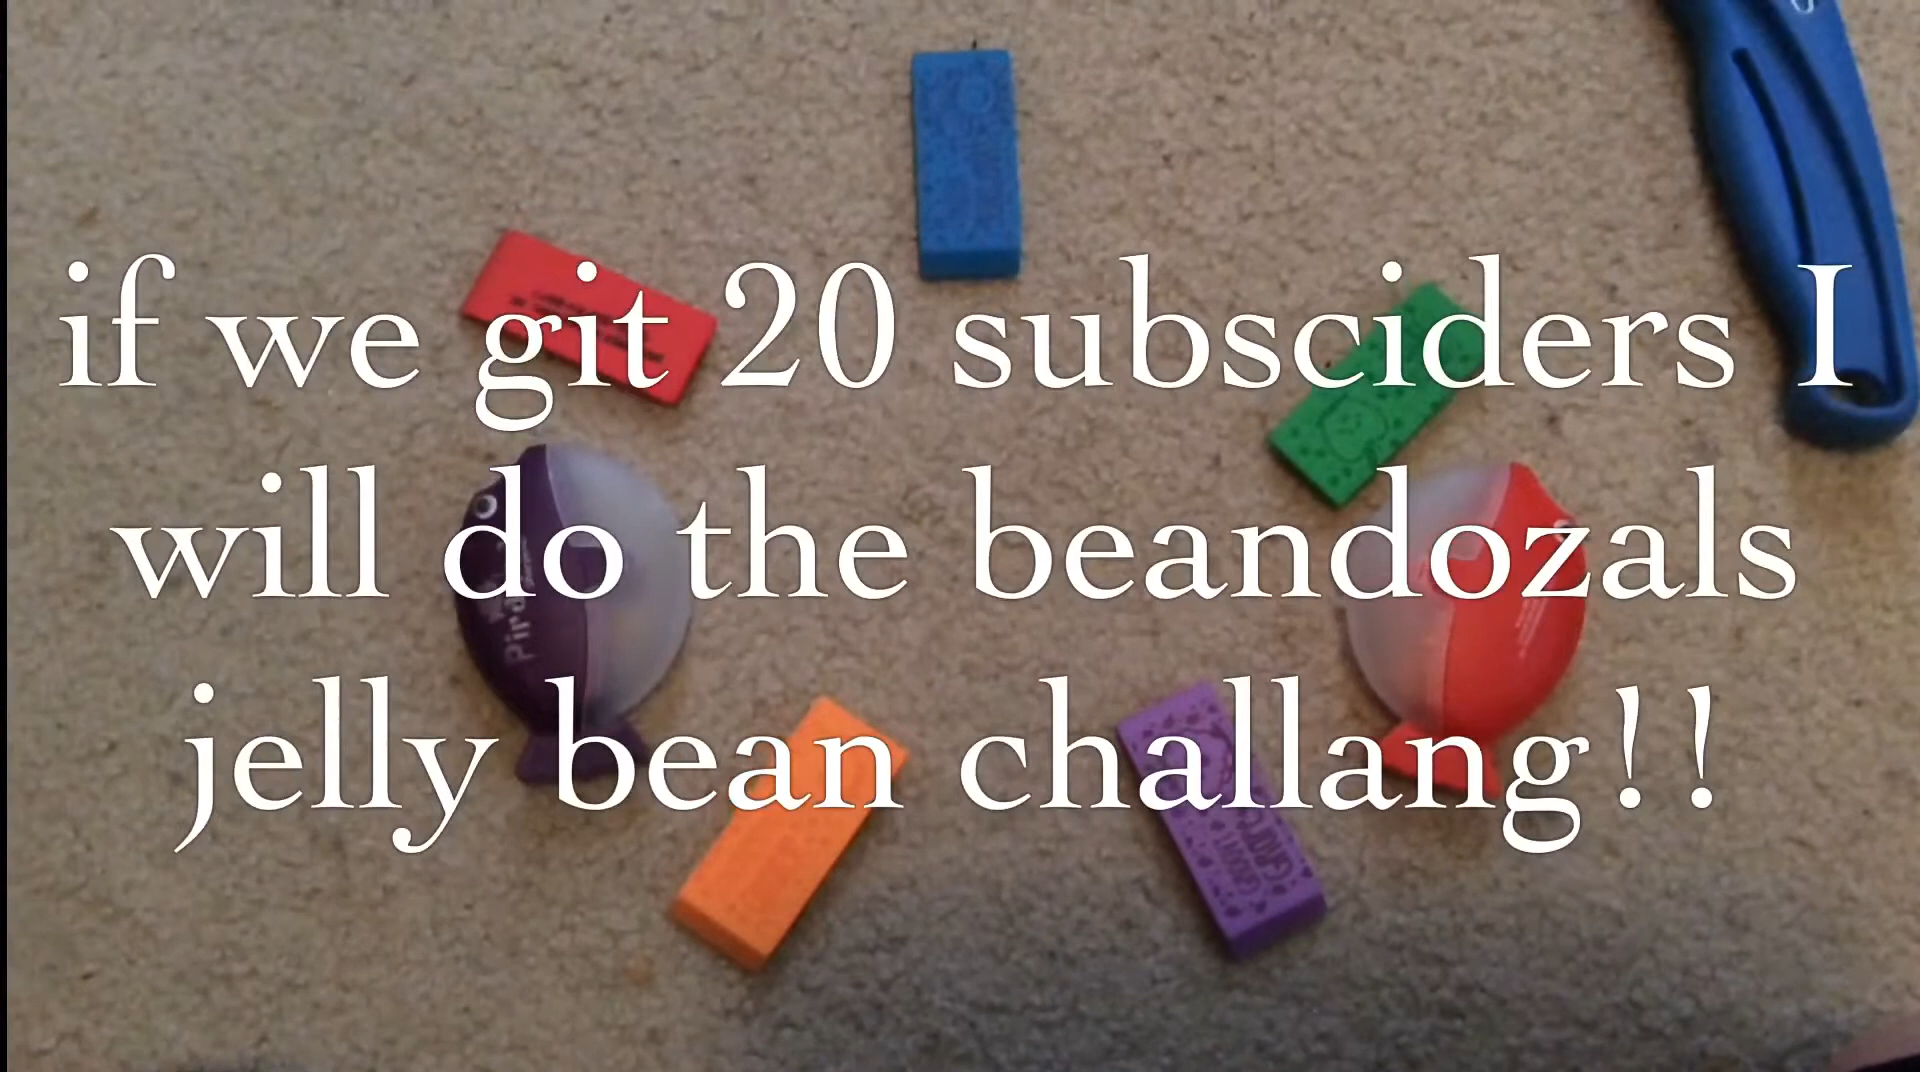 if we git 20 subsciders I
will do the beandozals
jelly bean challang!!